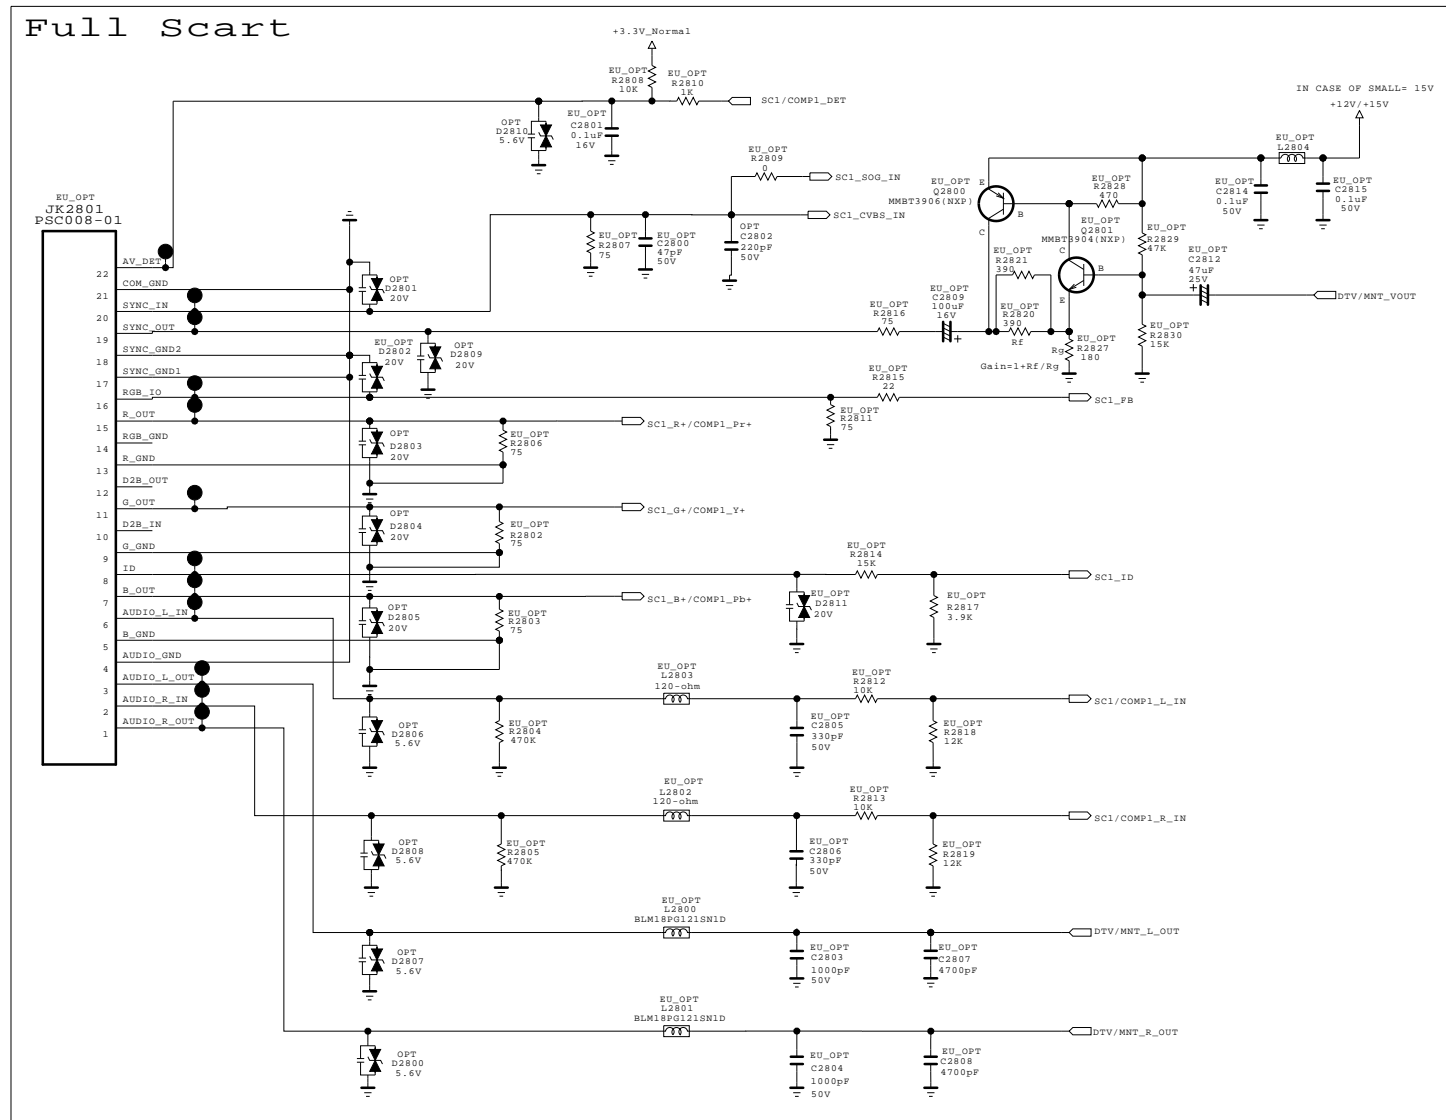 Full Scart
+3.3V_Normal
EU_OPT
R2808
10K
EU_OPT
R2810
1K
SC1/COMP1_DET
OPT
D2810
5.6V
EU_OPT
C2801
0.1uF
16V
EU_OPT
R2809
0
SC1_SOG_IN
SC1_CVBS_IN
EU_OPT
R2807
75
EU_OPT
C2800
47pF
50V
OPT
C2802
220pF
50V
IN CASE OF SMALL= 15V
+12V/+15V
EU_OPT
L2804
EU_OPT
C2814
0.1uF
50V
EU_OPT
C2815
0.1uF
50V
EU_OPT
Q2800
MMBT3906(NXP)
E
B
C
EU_OPT
R2828
470
EU_OPT
Q2801
MMBT3904(NXP)
C
B
E
EU_OPT
R2829
47K
EU_OPT
C2812
47uF
25V
+
DTV/MNT_VOUT
EU_OPT
R2821
390
EU_OPT
R2820
390
Rf
EU_OPT
C2809
100uF
16V
+
EU_OPT
R2816
75
Rg
EU_OPT
R2827
180
Gain=1+Rf/Rg
EU_OPT
R2830
15K
EU_OPT
JK2801
PSC008-01
AV_DET
22
COM_GND
21
SYNC_IN
20
SYNC_OUT
19
SYNC_GND2
18
SYNC_GND1
17
RGB_IO
16
R_OUT
15
RGB_GND
14
R_GND
13
D2B_OUT
12
G_OUT
11
D2B_IN
10
G_GND
9
ID
8
B_OUT
7
AUDIO_L_IN
6
B_GND
5
AUDIO_GND
4
AUDIO_L_OUT
3
AUDIO_R_IN
2
AUDIO_R_OUT
1
OPT
D2801
20V
EU_OPT
D2802
20V
OPT
D2809
20V
EU_OPT
R2815
22
SC1_FB
EU_OPT
R2811
75
OPT
D2803
20V
EU_OPT
R2806
75
SC1_R+/COMP1_Pr+
OPT
D2804
20V
EU_OPT
R2802
75
SC1_G+/COMP1_Y+
EU_OPT
R2814
15K
SC1_ID
EU_OPT
D2811
20V
EU_OPT
R2817
3.9K
OPT
D2805
20V
EU_OPT
R2803
75
SC1_B+/COMP1_Pb+
EU_OPT
L2803
120-ohm
EU_OPT
R2812
10K
SC1/COMP1_L_IN
OPT
D2806
5.6V
EU_OPT
R2804
470K
EU_OPT
C2805
330pF
50V
EU_OPT
R2818
12K
EU_OPT
L2802
120-ohm
EU_OPT
R2813
10K
SC1/COMP1_R_IN
OPT
D2808
5.6V
EU_OPT
R2805
470K
EU_OPT
C2806
330pF
50V
EU_OPT
R2819
12K
EU_OPT
L2800
BLM18PG121SN1D
DTV/MNT_L_OUT
OPT
D2807
5.6V
EU_OPT
C2803
1000pF
50V
EU_OPT
C2807
4700pF
EU_OPT
L2801
BLM18PG121SN1D
DTV/MNT_R_OUT
OPT
D2800
5.6V
EU_OPT
C2804
1000pF
50V
EU_OPT
C2808
4700pF